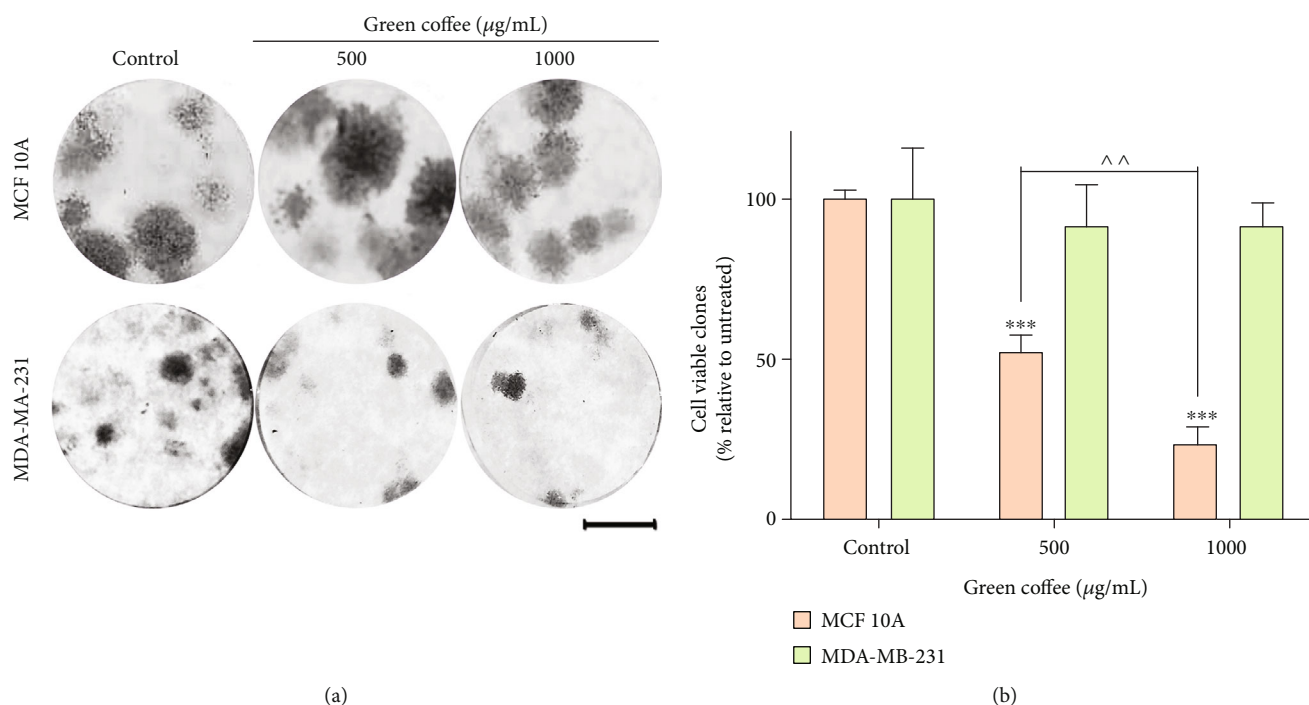 Green coffee (μg/mL)
Control 500 1000
MCF 10A
MDA-MA-231
(a)
Cell viable clones
(% relative to untreated)
100
50
0
^ ^
***
***
Control 500 1000
Green coffee (μg/mL)
MCF 10A
MDA-MB-231
(b)